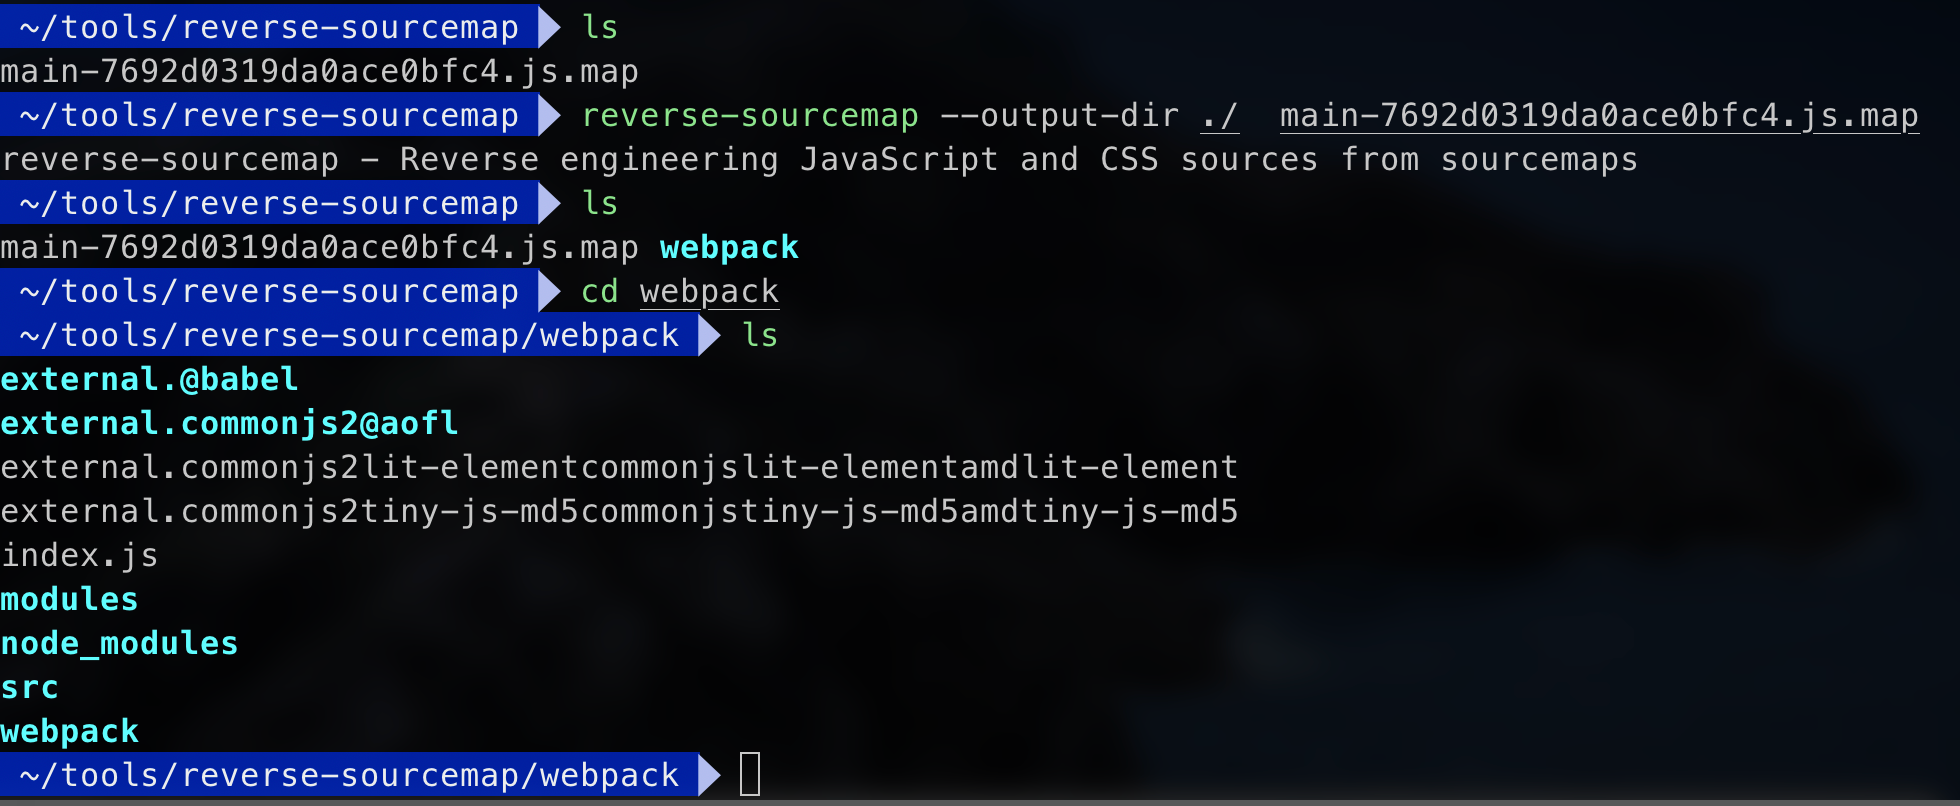 ~/tools/reverse-sourcemap ls
main-7692d0319da0ace0bfc4.js.map
~/tools/reverse-sourcemap reverse-sourcemap --output-dir ./  main-7692d0319da0ace0bfc4.js.map
reverse-sourcemap - Reverse engineering JavaScript and CSS sources from sourcemaps
~/tools/reverse-sourcemap ls
main-7692d0319da0ace0bfc4.js.map webpack
~/tools/reverse-sourcemap cd webpack
~/tools/reverse-sourcemap/webpack ls
external.@babel
external.commonjs2@aofl
external.commonjs2lit-elementcommonjslit-elementamdlit-element
external.commonjs2tiny-js-md5commonjstiny-js-md5amdtiny-js-md5
index.js
modules
node_modules
src
webpack
~/tools/reverse-sourcemap/webpack